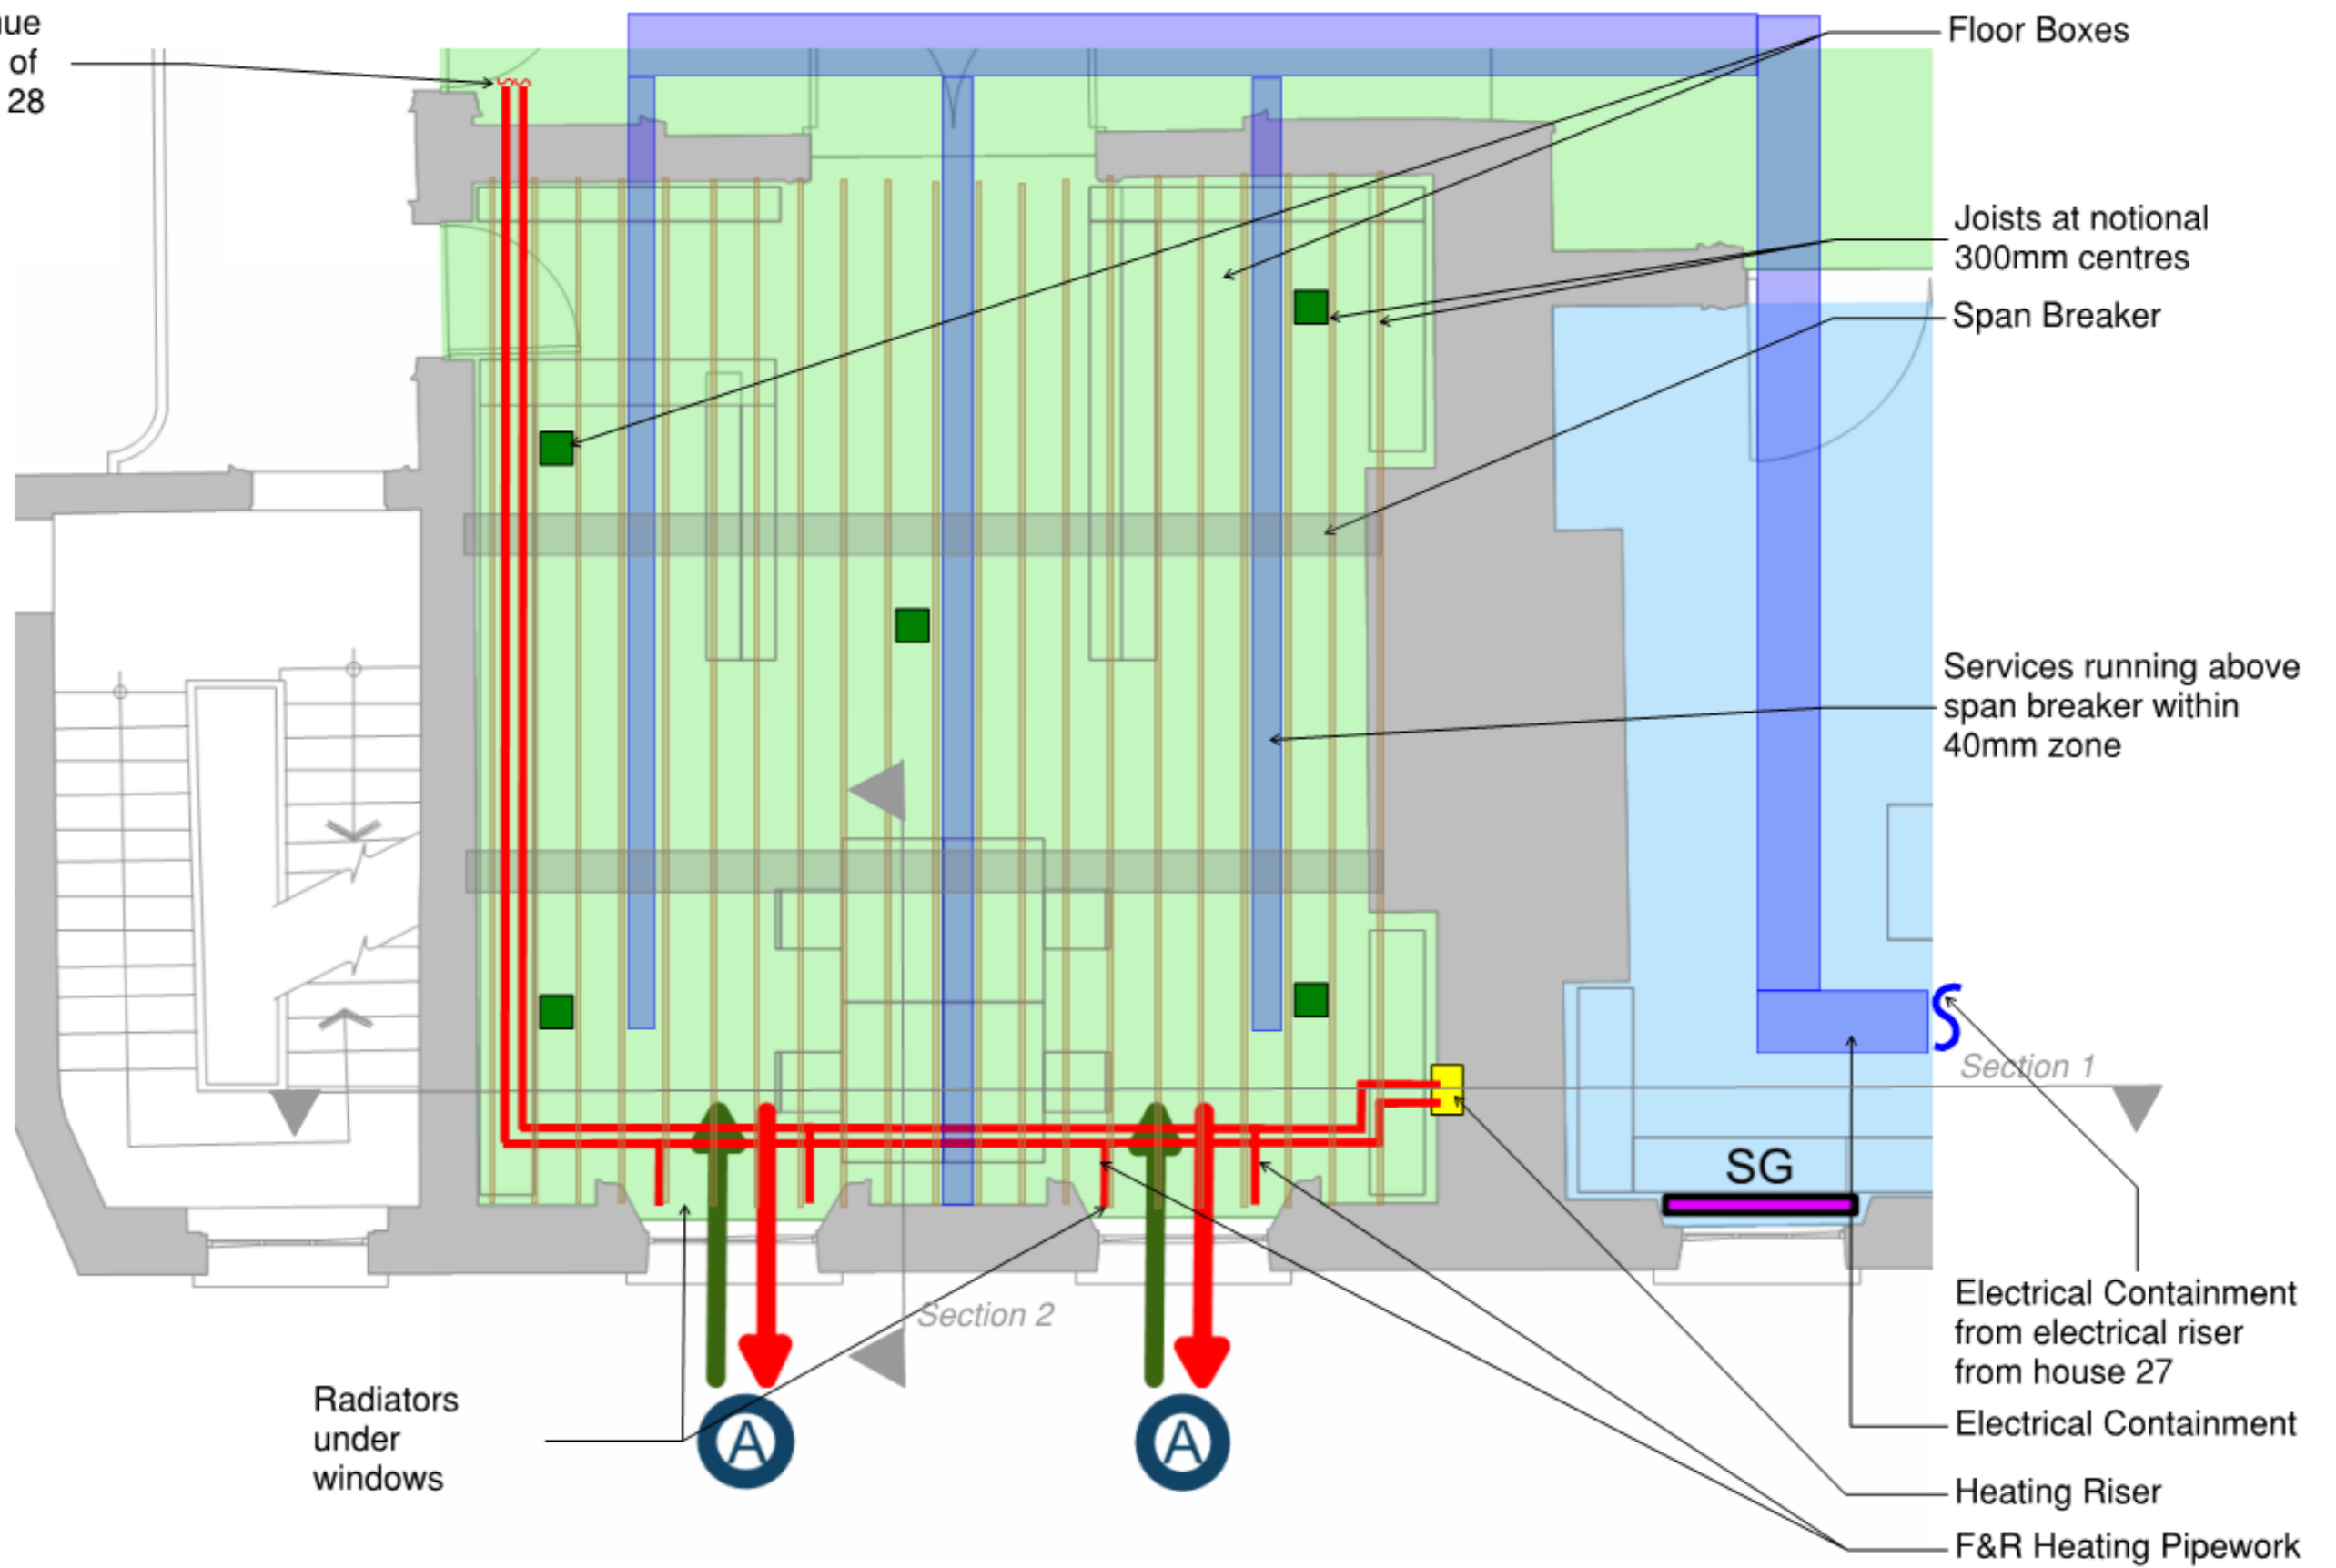 of
28
Floor Boxes
Joists at notional
300mm centres
Span Breaker
Services running above
span breaker within
40mm zone
Section 1
SG
Electrical Containment
from electrical riser
from house 27
Section 2
Radiators
under
windows
A
A
Electrical Containment
Heating Riser
F&R Heating Pipework